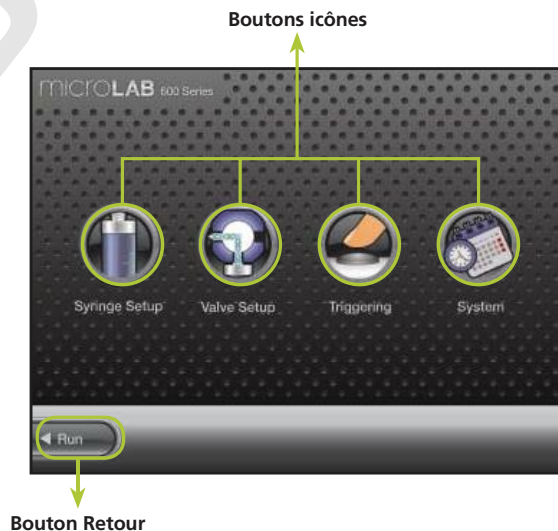 Boutons icônes
microLAB 600 Series
Syringe Setup Valve Setup Triggering System
Run
Bouton Retour